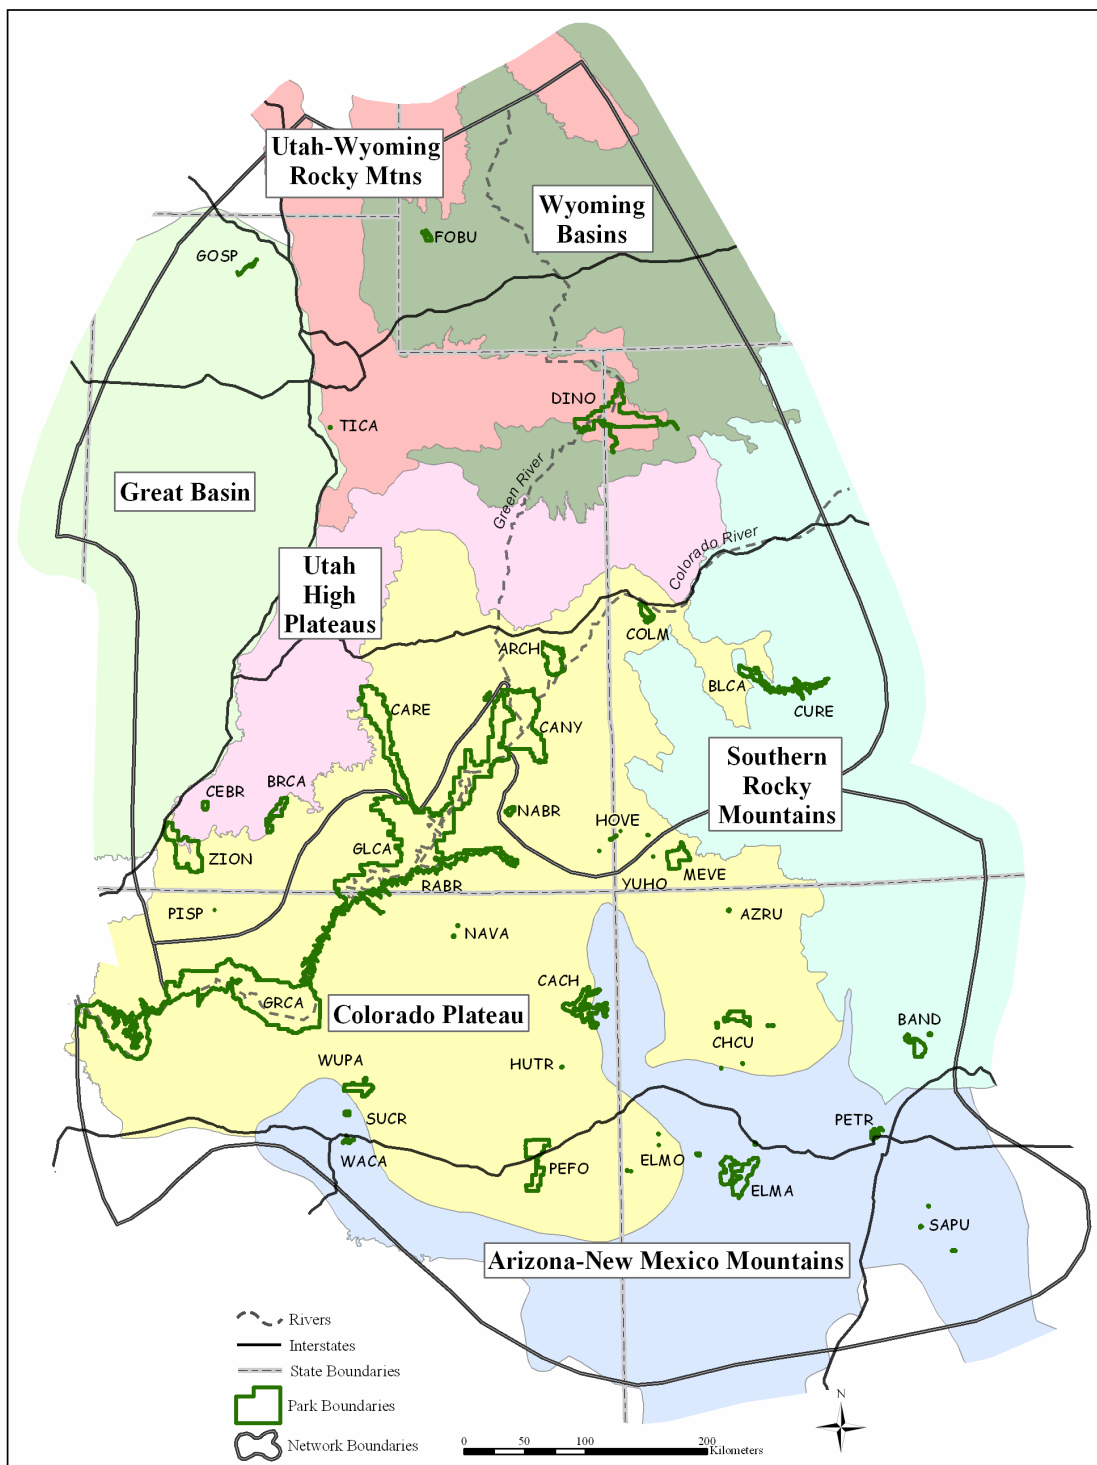 Utah-Wyoming
Rocky Mtns
Wyoming
Basins
FOBU
GOSP
DINO
TICA
Great Basin
Green River
Colorado River
Utah
High
Plateaus
COLM
ARCH
BLCA
CURE
CARE
CANY
Southern
Rocky
Mountains
CEBR
BRCA
NABR
HOVE
ZION
GLCA
MEVE
RABR
YUHO
PISP
AZRU
NAVA
CACH
GRCA
Colorado Plateau
BAND
CHCU
WUPA
HUTR
SUCR
PETR
WACA
PEFO
ELMO
ELMA
SAPU
Arizona-New Mexico Mountains
Rivers
Interstates
State Boundaries
Park Boundaries
Network Boundaries
N
0 50 100 200
Kilometers